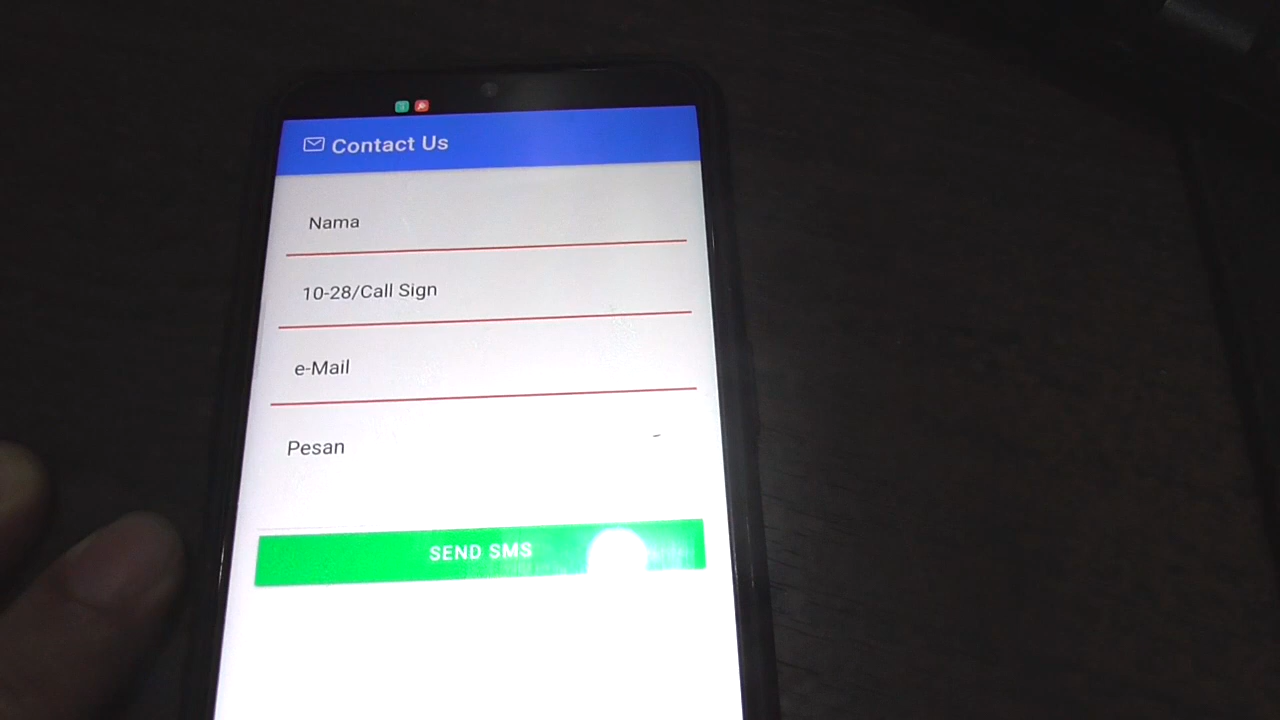 Contact Us
Nama
10-28/Call Sign
e-Mail
Pesan
SEND SMS